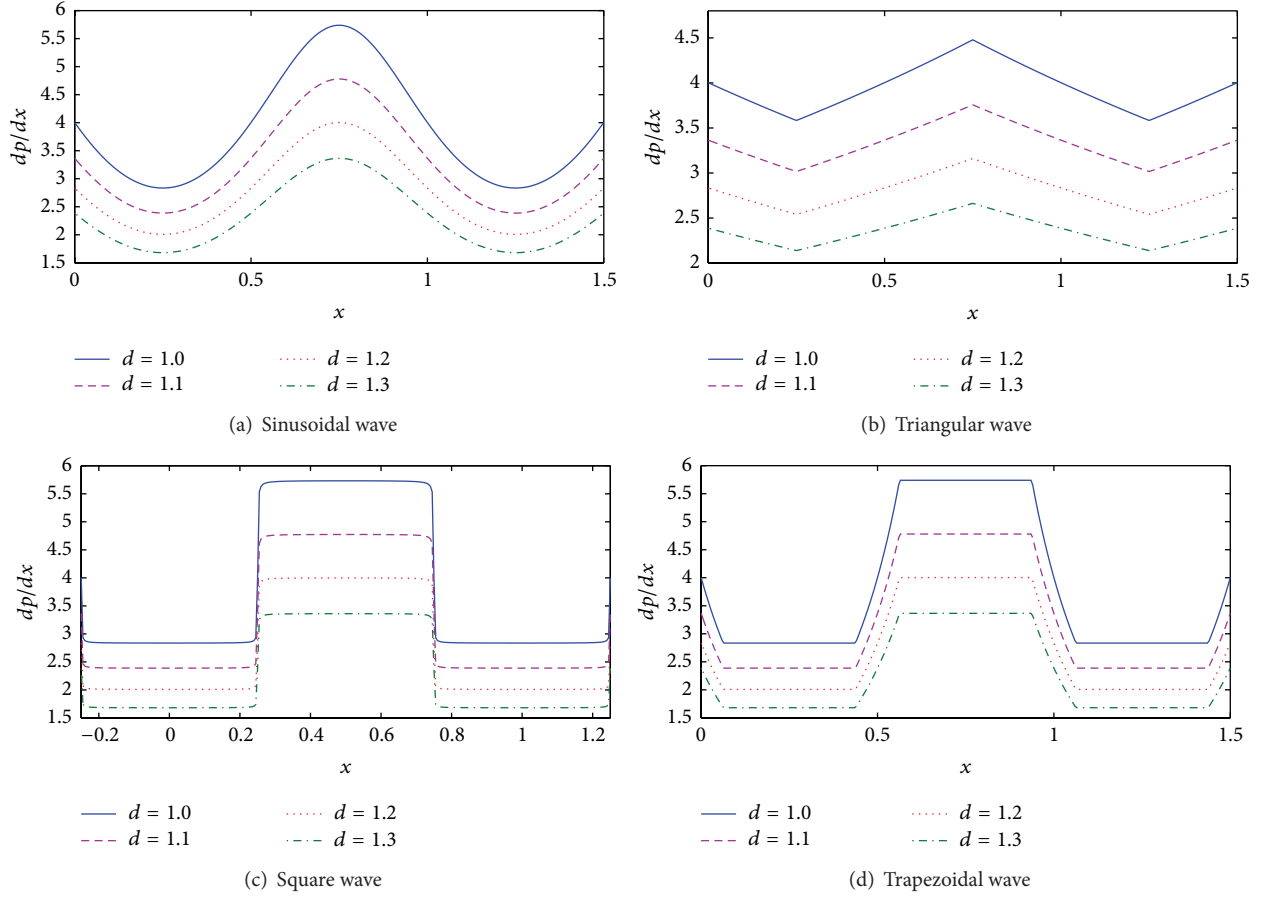 6
5.5
5
4.5
4
3.5
3
2.5
2
1.5
dp/dx
0 0.5 1 1.5
x
d = 1.0 d = 1.2
d = 1.1 d = 1.3
(a) Sinusoidal wave
4.5
4
3.5
3
2.5
2
dp/dx
0 0.5 1 1.5
x
d = 1.0 d = 1.2
d = 1.1 d = 1.3
(b) Triangular wave
6
5.5
5
4.5
4
3.5
3
2.5
2
1.5
dp/dx
−0.2 0 0.2 0.4 0.6 0.8 1 1.2
x
d = 1.0 d = 1.2
d = 1.1 d = 1.3
(c) Square wave
6
5.5
5
4.5
4
3.5
3
2.5
2
1.5
dp/dx
0 0.5 1 1.5
x
d = 1.0 d = 1.2
d = 1.1 d = 1.3
(d) Trapezoidal wave